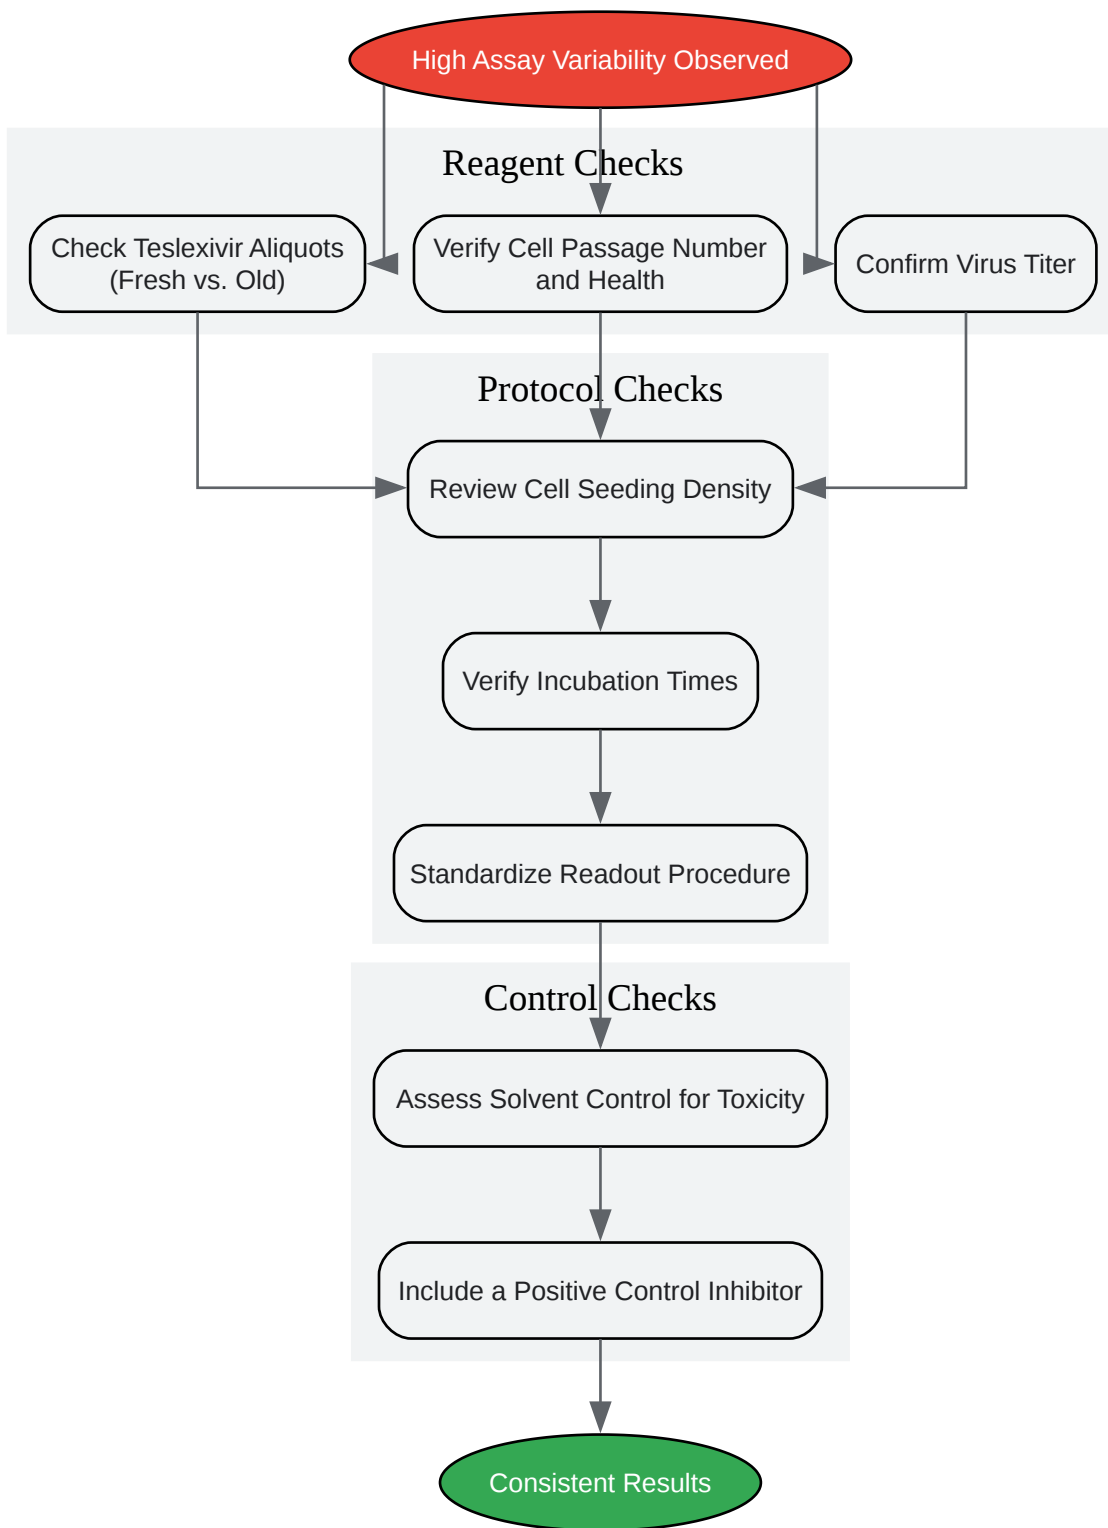 High Assay Variability Observed
Reagent Checks
Check Teslexivir Aliquots
(Fresh vs. Old)
Verify Cell Passage Number
and Health
Confirm Virus Titer
Protocol Checks
Review Cell Seeding Density
Verify Incubation Times
Standardize Readout Procedure
Control Checks
Assess Solvent Control for Toxicity
Include a Positive Control Inhibitor
Consistent Results